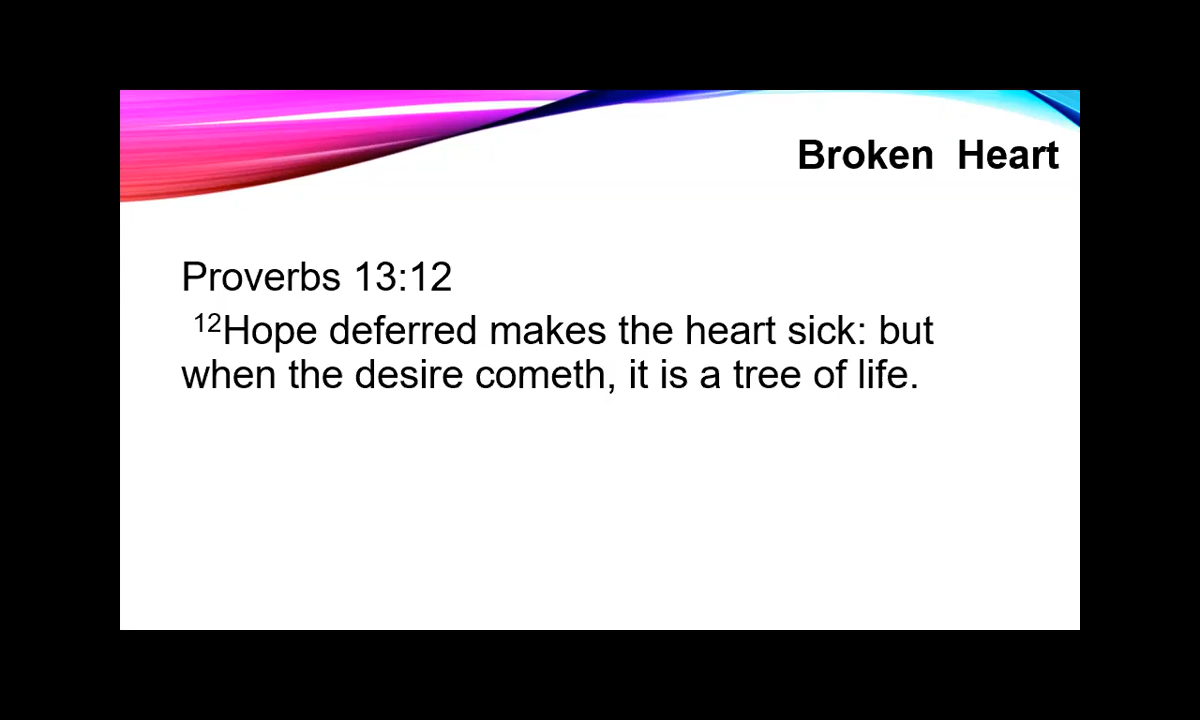 Broken  Heart
Proverbs 13:12
¹²Hope deferred makes the heart sick: but
when the desire cometh, it is a tree of life.